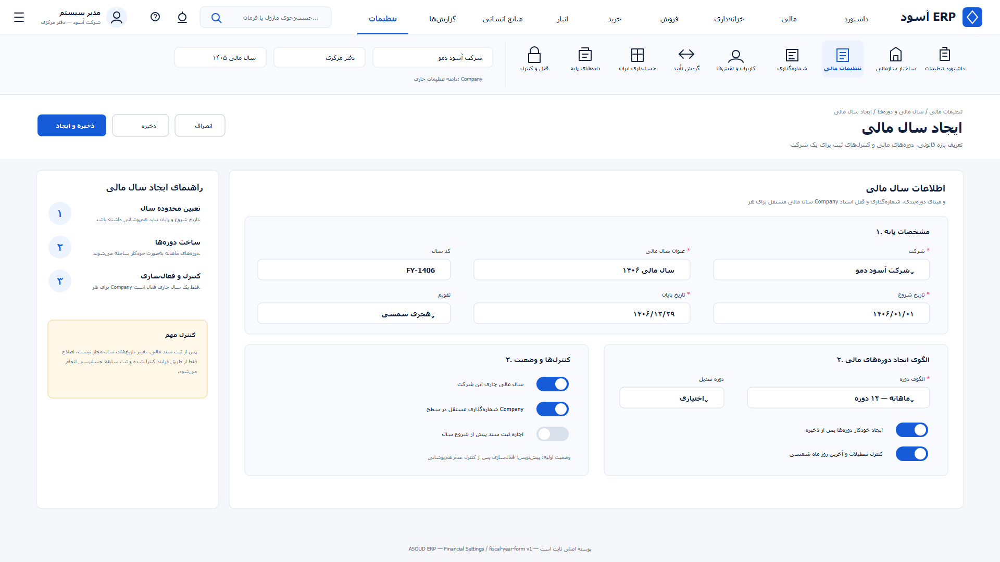 آسود ERP
داشبورد
مالی
خزانه‌داری
فروش
خرید
انبار
منابع انسانی
گزارش‌ها
تنظیمات
جست‌وجوی ماژول یا فرمان...
مدیر سیستم
شرکت آسود — دفتر مرکزی
داشبورد تنظیمات
ساختار سازمانی
تنظیمات مالی
شماره‌گذاری
کاربران و نقش‌ها
گردش تأیید
حسابداری ایران
داده‌های پایه
قفل و کنترل
شرکت آسود دمو
دفتر مرکزی
سال مالی ۱۴۰۵
دامنه تنظیمات جاری: Company
تنظیمات مالی / سال مالی و دوره‌ها / ایجاد سال مالی
ایجاد سال مالی
تعریف بازه قانونی، دوره‌های مالی و کنترل‌های ثبت برای یک شرکت
انصراف
ذخیره
ذخیره و ایجاد
اطلاعات سال مالی
سال مالی مستقل برای هر Company و مبنای دوره‌بندی، شماره‌گذاری و قفل اسناد
۱. مشخصات پایه
* شرکت
* عنوان سال مالی
کد سال
شرکت آسود دمو
سال مالی ۱۴۰۶
FY-1406
* تاریخ شروع
* تاریخ پایان
تقویم
۱۴۰۶/۰۱/۰۱
۱۴۰۶/۱۲/۲۹
هجری شمسی
۲. الگوی ایجاد دوره‌های مالی
* الگوی دوره
دوره تعدیل
ماهانه — ۱۲ دوره
اختیاری
ایجاد خودکار دوره‌ها پس از ذخیره
کنترل تعطیلات و آخرین روز ماه شمسی
۳. کنترل‌ها و وضعیت
سال مالی جاری این شرکت
شماره‌گذاری مستقل در سطح Company
اجازه ثبت سند پیش از شروع سال
وضعیت اولیه: پیش‌نویس؛ فعال‌سازی پس از کنترل عدم هم‌پوشانی
راهنمای ایجاد سال مالی
۱
تعیین محدوده سال
تاریخ شروع و پایان نباید هم‌پوشانی داشته باشد.
۲
ساخت دوره‌ها
دوره‌های ماهانه به‌صورت خودکار ساخته می‌شوند.
۳
کنترل و فعال‌سازی
برای هر Company فقط یک سال جاری فعال است.
کنترل مهم
پس از ثبت سند مالی، تغییر تاریخ‌های سال مجاز نیست. اصلاح
فقط از طریق فرایند کنترل‌شده و ثبت سابقه حسابرسی انجام
می‌شود.
ASOUD ERP — Financial Settings / fiscal-year-form v1 — پوسته اصلی ثابت است